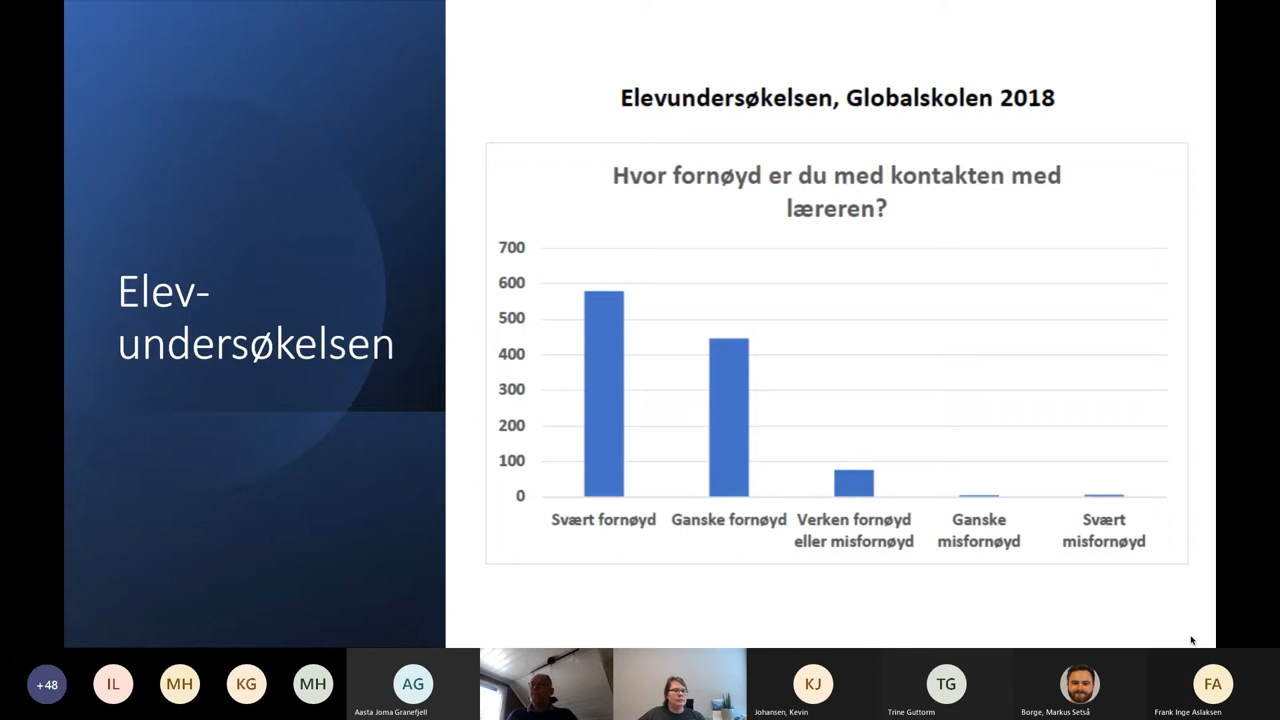 Elev-
undersøkelsen
Elevundersøkelsen, Globalskolen 2018
Hvor fornøyd er du med kontakten med
læreren?
700
600
500
400
300
200
100
0
Svært fornøyd
Ganske fornøyd
Verken fornøyd
eller misfornøyd
Ganske
misfornøyd
Svært
misfornøyd
+48
IL
MH
KG
MH
AG
Aasta Joma Granefjell
KJ
Johansen, Kevin
TG
Trine Guttorm
Borge, Markus Setså
FA
Frank Inge Aslaksen